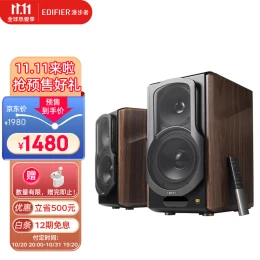 11.11
全球热爱季
EDIFIER 漫步者
11.11来啦
抢预售好礼
京东价
¥1980
预售
到手价
¥1480
赠
数量有限,赠完即止!
优惠 立省500元
白条 12期免息
付定时间:
10/20 20:00-10/31 19:20